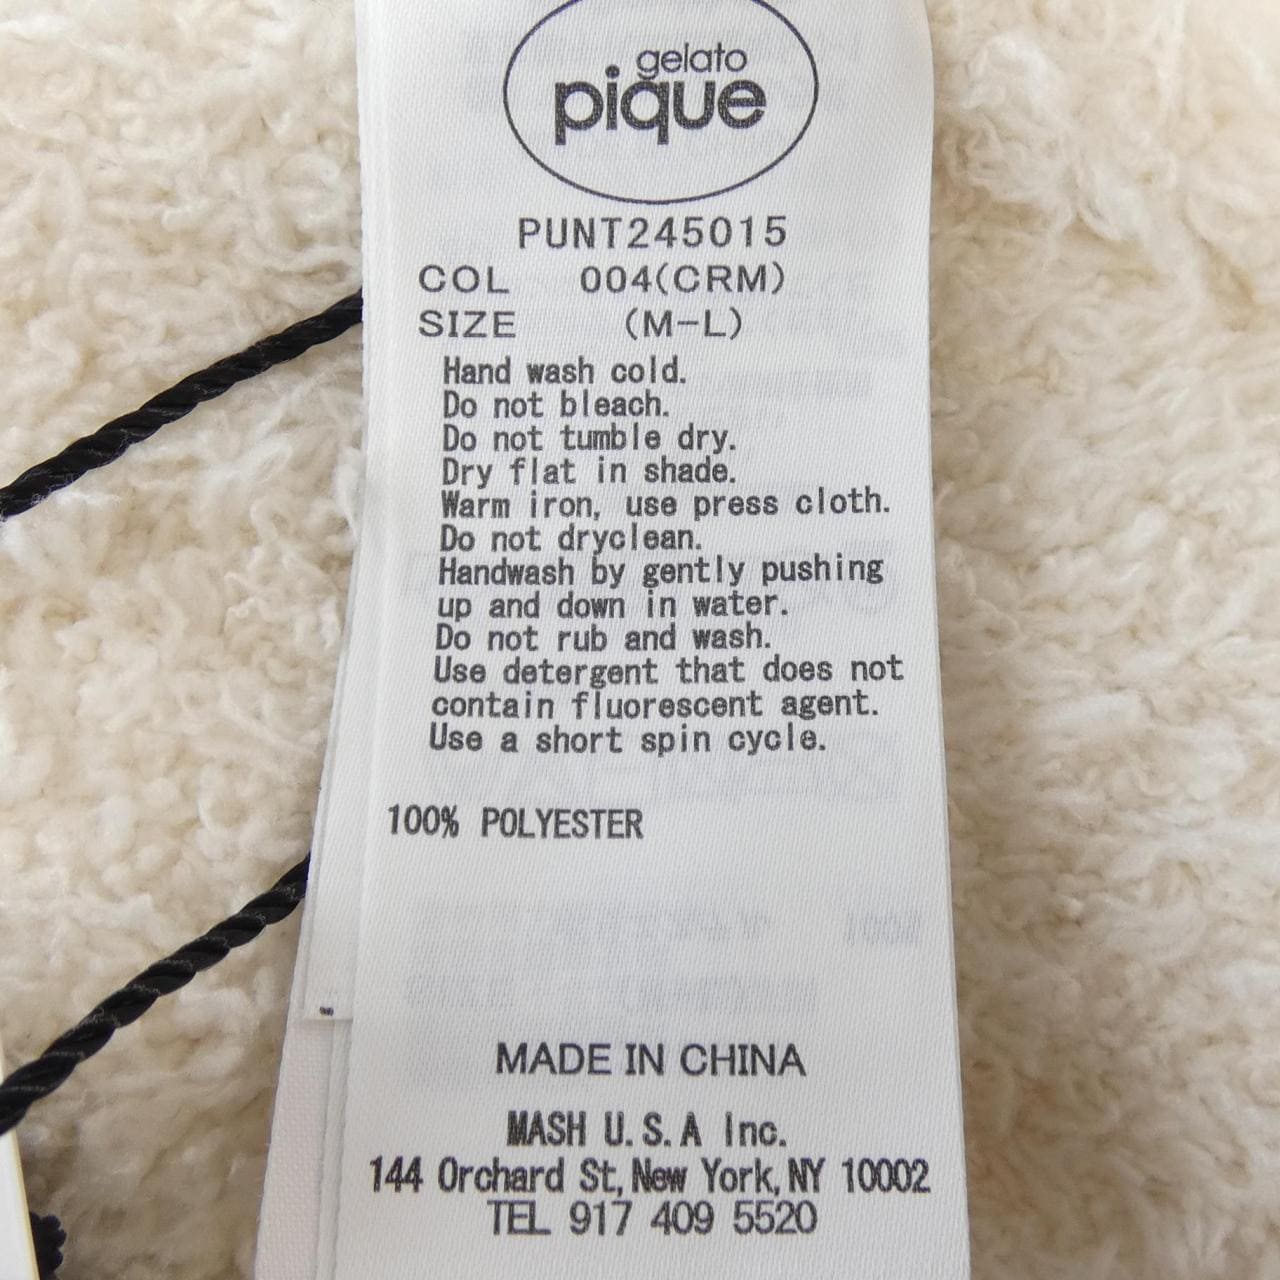 gelato
pique
PUNT245015
COL 004(CRM)
SIZE (M-L)
Hand wash cold.
Do not bleach.
Do not tumble dry.
Dry flat in shade.
Warm iron, use press cloth.
Do not dryclean.
Handwash by gently pushing
up and down in water.
Do not rub and wash.
Use detergent that does not
contain fluorescent agent.
Use a short spin cycle.
100% POLYESTER
MADE IN CHINA
MASH U.S.A Inc.
144 Orchard St,New York,NY 10002
TEL 917 409 5520